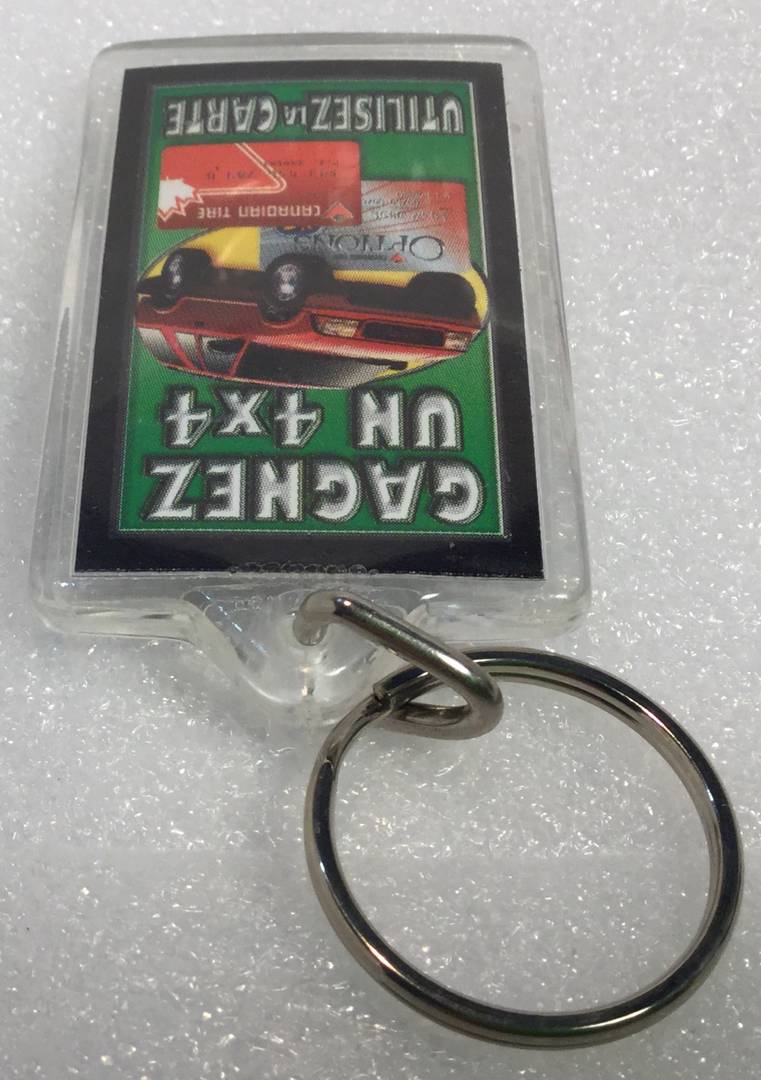 GAGNEZ
UN 4x4
OPTIONS
CANADIAN TIRE
UTILISEZ LA CARTE